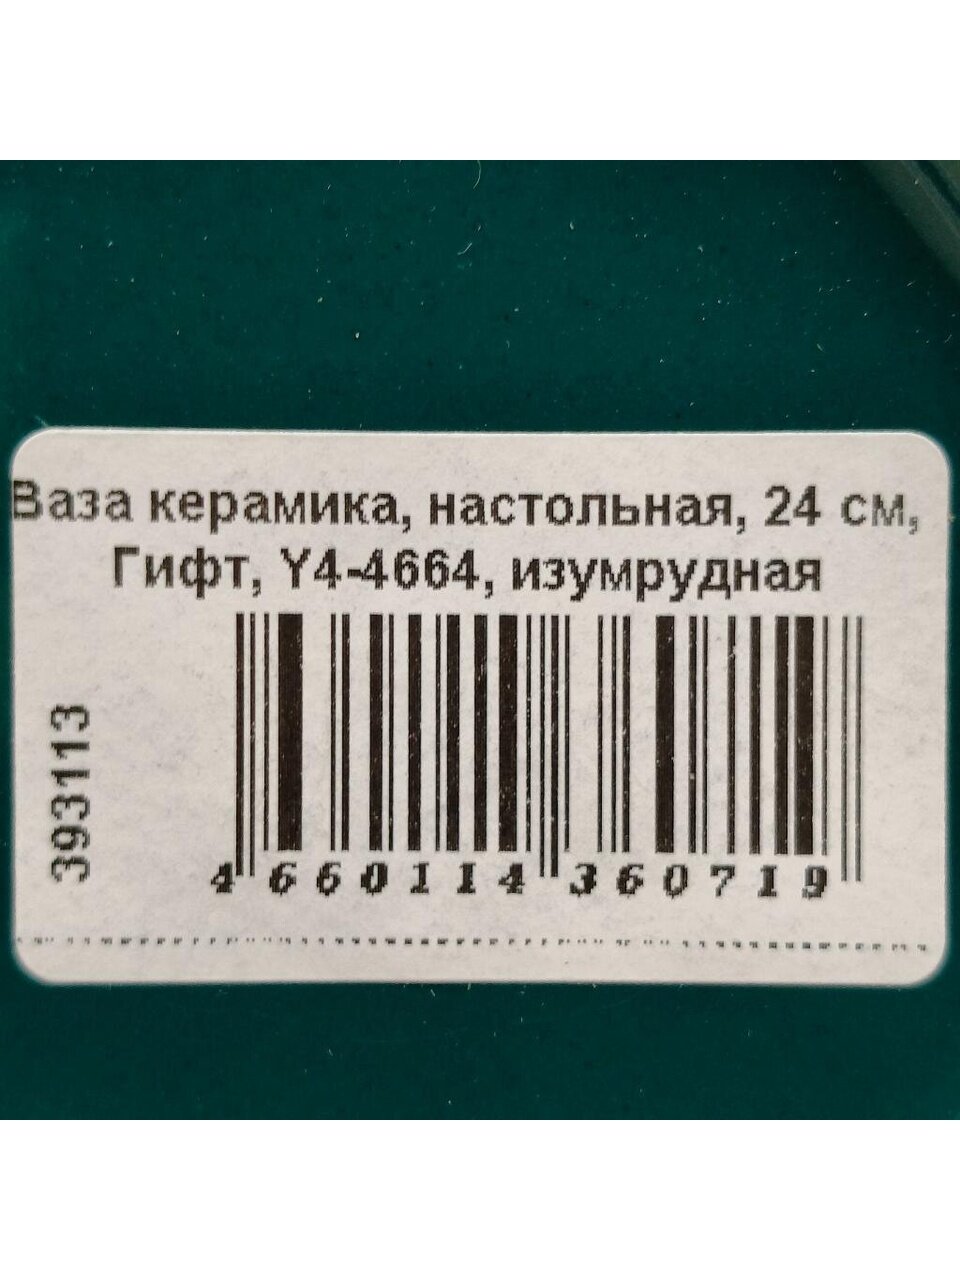 Ваза керамика, настольная, 24 см,
Гифт, Y4-4664, изумрудная
393113
4 660114 360719